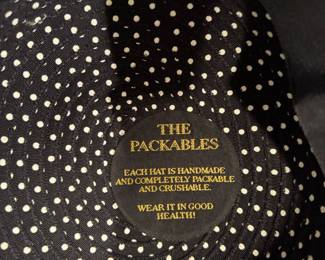 THE
PACKABLES
EACH HAT IS HANDMADE
AND COMPLETELY PACKABLE
AND CRUSHABLE.
WEAR IT IN GOOD
HEALTH!